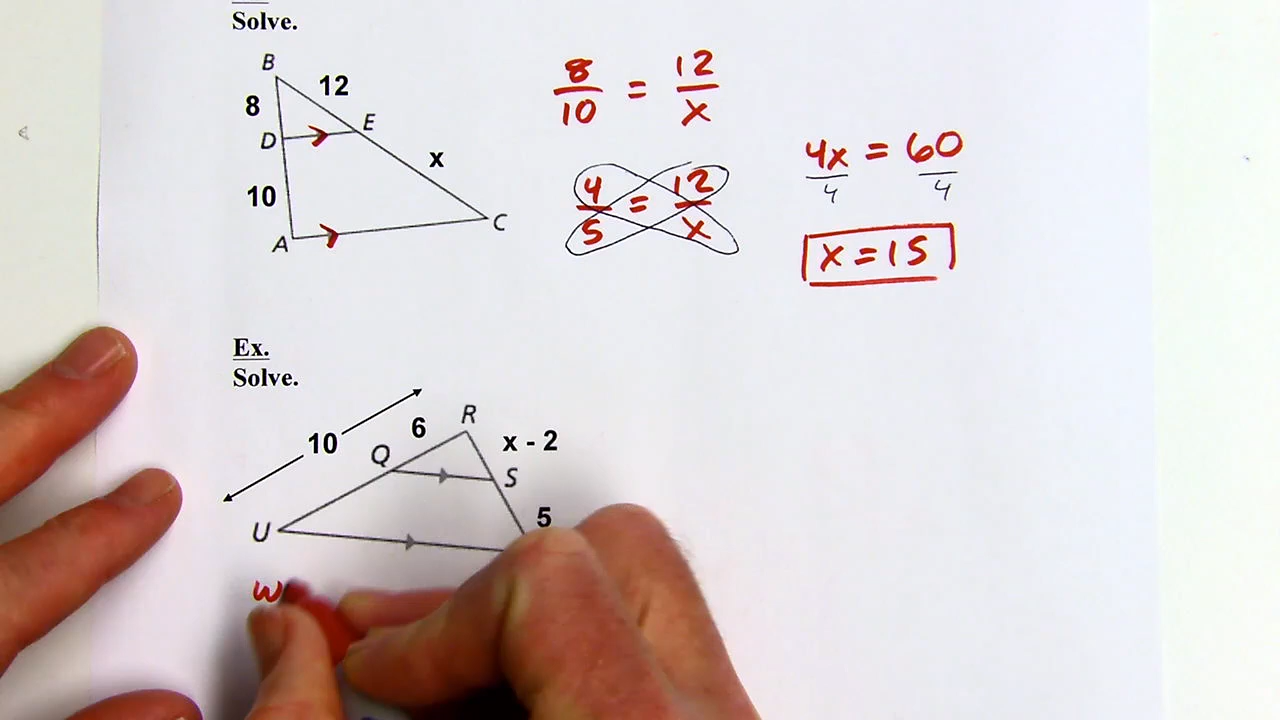 Solve.
B
12
8
D
E
x
10
A
C
8/10 = 12/x
4/5 = 12/x
4x = 60
4 4
x = 15
Ex.
Solve.
10
6
R
x - 2
Q
S
5
U
W